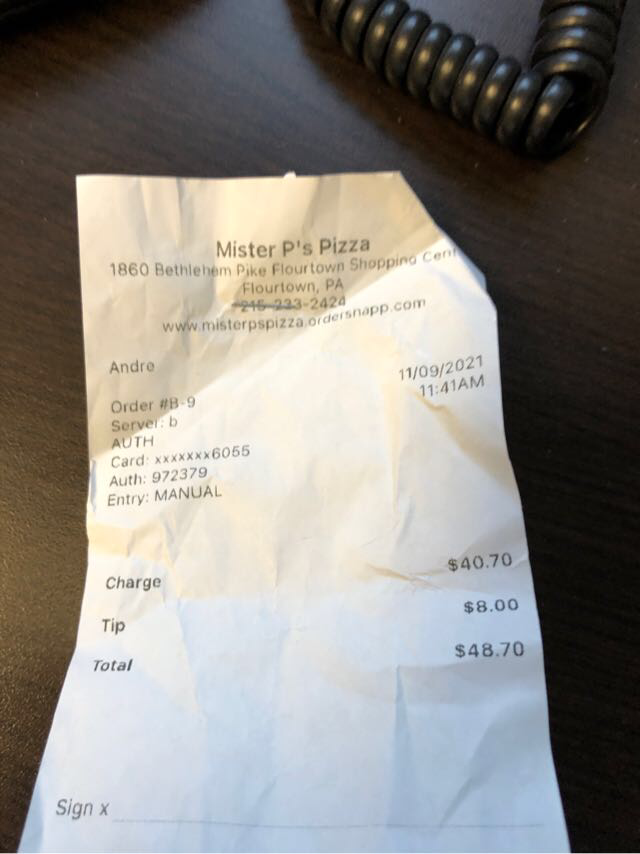 Mister P's Pizza
1860 Bethlehem Pike Flourtown Shopping Cent
Flourtown, PA
215-233-2424
www.misterpspizza.ordersnapp.com
Andre
11/09/2021
11:41AM
Order #B-9
Server: b
AUTH
Card: xxxxxxx6055
Auth: 972379
Entry: MANUAL
Charge $40.70
Tip $8.00
Total $48.70
Sign x